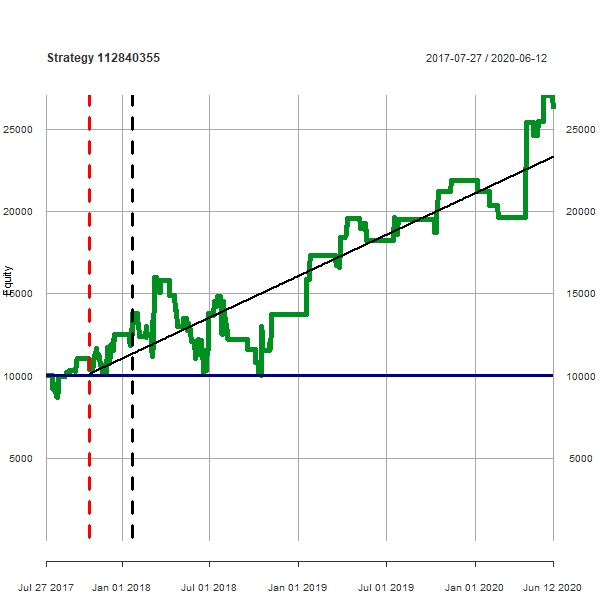 Strategy 112840355
2017-07-27 / 2020-06-12
25000 25000
20000 20000
Equity
15000 15000
10000 10000
5000 5000
Jul 27 2017 Jan 01 2018 Jul 01 2018 Jan 01 2019 Jul 01 2019 Jan 01 2020 Jun 12 2020